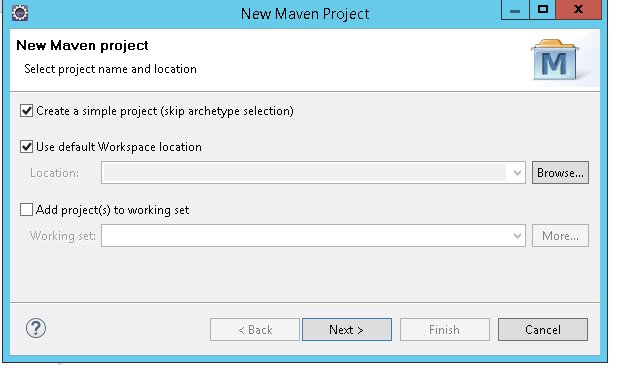 New Maven Project
New Maven project
Select project name and location
M
Create a simple project (skip archetype selection)
Use default Workspace location
Location:
Browse...
Add project(s) to working set
Working set:
More...
?
< Back
Next >
Finish
Cancel